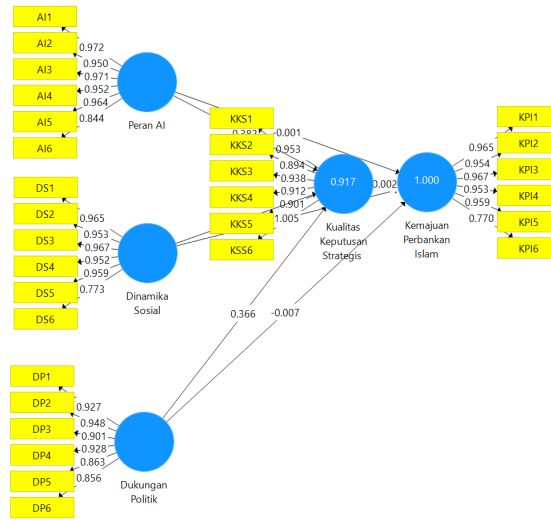 AI1
AI2
AI3
AI4
AI5
AI6
0.972
0.950
0.971
0.952
0.964
0.844
Peran AI
DS1
DS2
DS3
DS4
DS5
DS6
0.965
0.953
0.967
0.952
0.959
0.773
Dinamika
Sosial
DP1
DP2
DP3
DP4
DP5
DP6
0.927
0.948
0.901
0.928
0.863
0.856
Dukungan
Politik
KKS1
KKS2
KKS3
KKS4
KKS5
KSS6
0.953
0.894
0.938
0.912
0.901
1.005
-0.001
0.002
0.366
-0.007
0.917
Kualitas
Keputusan
Strategis
1.000
Kemajuan
Perbankan
Islam
0.965
0.954
0.967
0.953
0.959
0.770
KPI1
KPI2
KPI3
KPI4
KPI5
KPI6